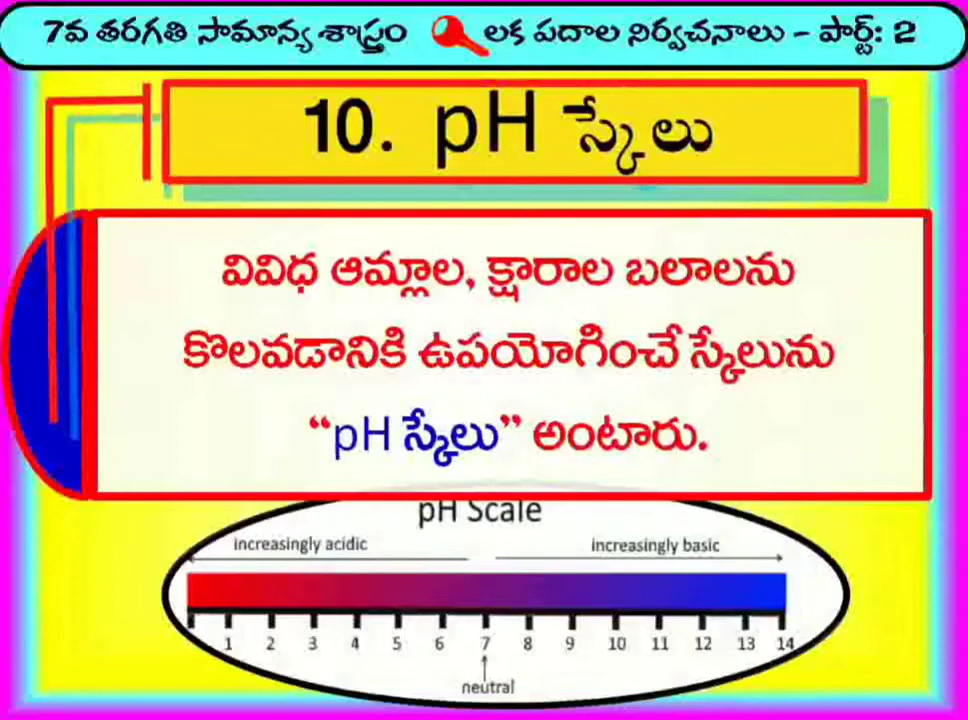 7వ తరగతి సామాన్య శాస్త్రం లక పదాల నిర్వచనాలు - పార్ట్: 2
10. pH స్కేలు
వివిధ ఆమ్లాల, క్షారాల బలాలను
కొలవడానికి ఉపయోగించే స్కేలును
“pH స్కేలు” అంటారు.
pH Scale
increasingly acidic increasingly basic
1 2 3 4 5 6 7 8 9 10 11 12 13 14
neutral